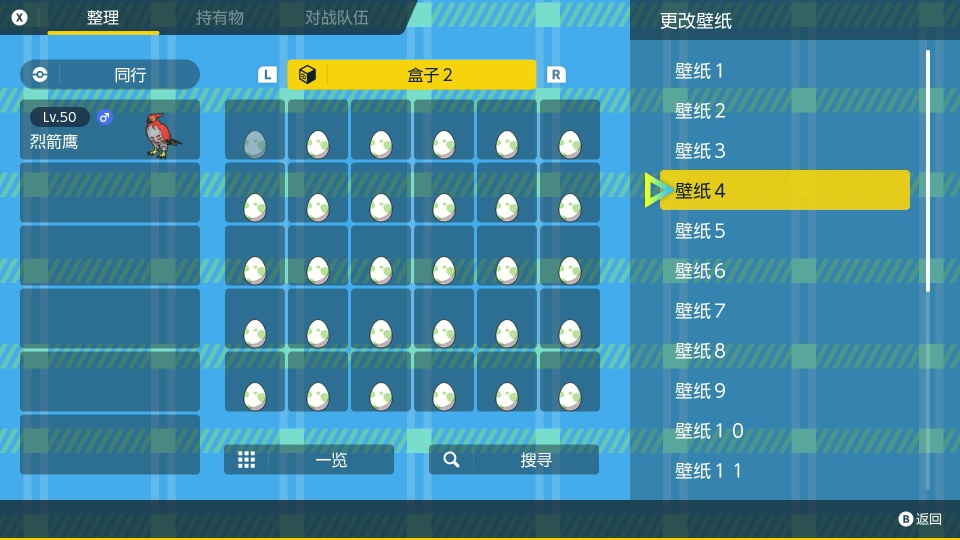 X 整理 持有物 对战队伍
更改壁纸
同行
L 盒子2 R
Lv.50 ♂
烈箭鹰
壁纸1
壁纸2
壁纸3
壁纸4
壁纸5
壁纸6
壁纸7
壁纸8
壁纸9
壁纸10
壁纸11
一览 搜寻
B 返回